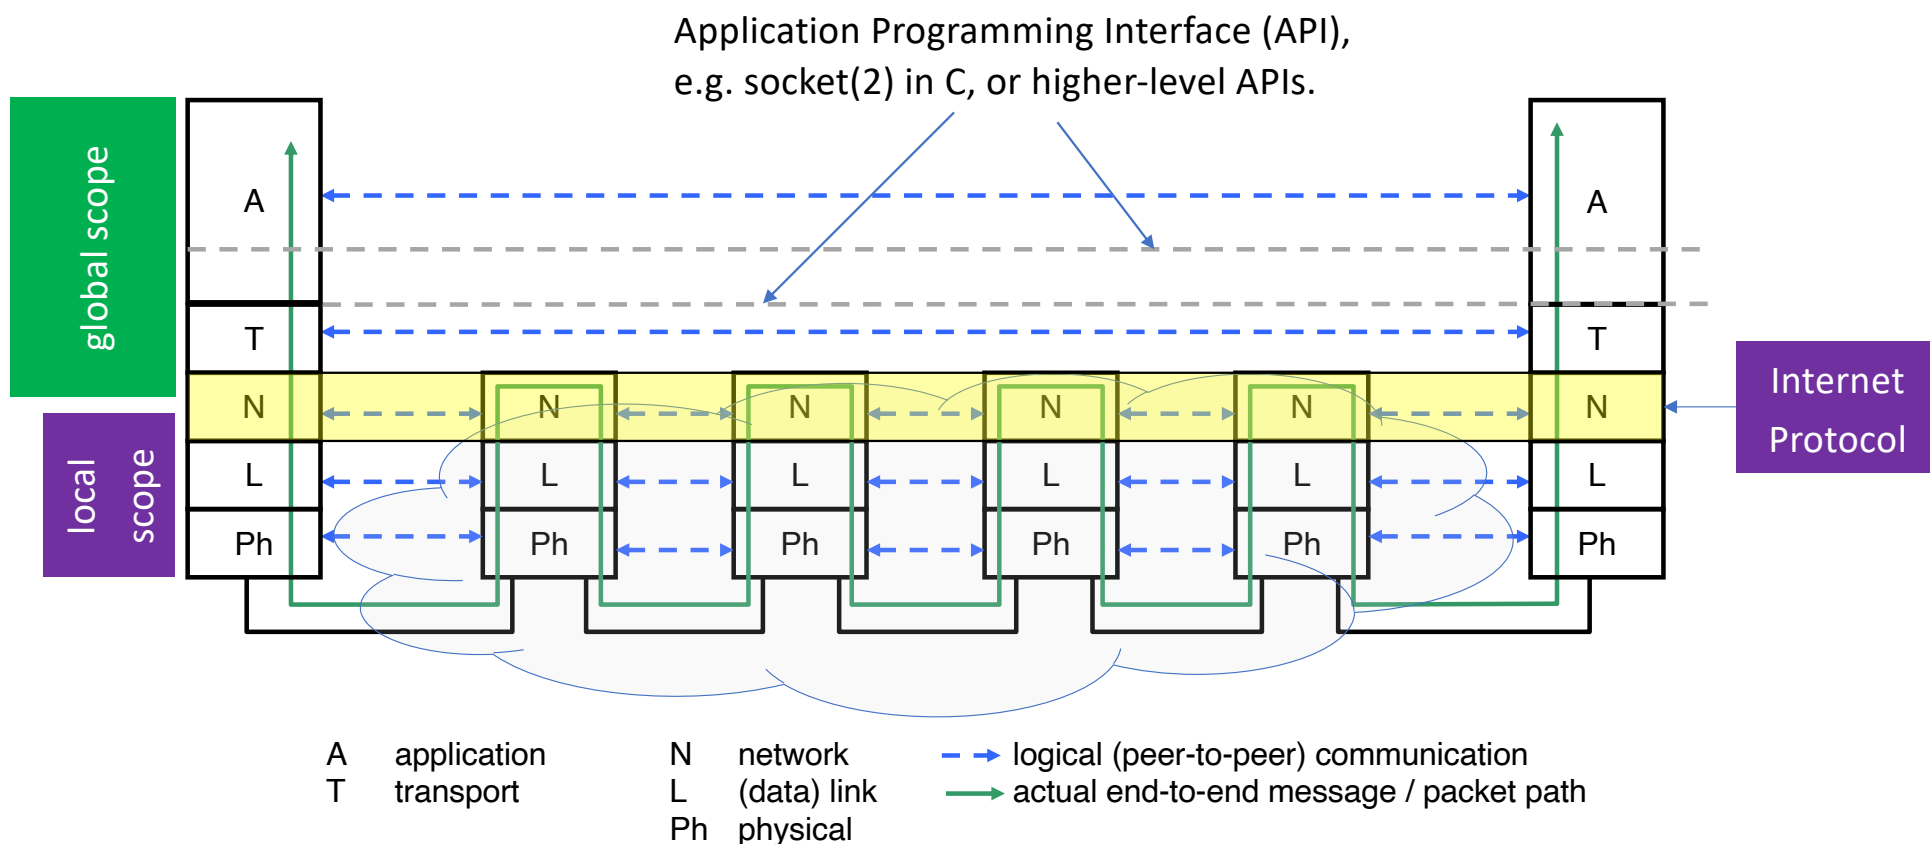 Application Programming Interface (API),
e.g. socket(2) in C, or higher-level APIs.
global scope
local
scope
A
A
T
T
N
N
N
N
N
N
Internet
Protocol
L
L
L
L
L
L
Ph
Ph
Ph
Ph
Ph
Ph
A application
N network
logical (peer-to-peer) communication
T transport
L (data) link
actual end-to-end message / packet path
Ph physical